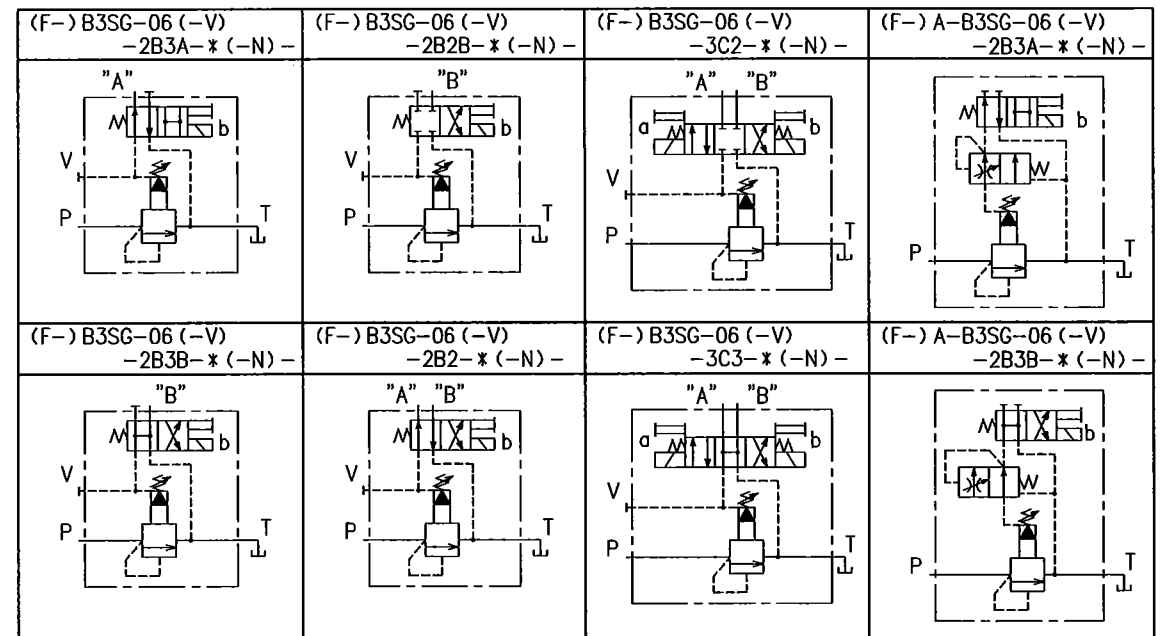 (F-)B3SG-06(-V)
-2B3A-*(-N)-
(F-)B3SG-06(-V)
-2B2B-*(-N)-
(F-)B3SG-06(-V)
-3C2-*(-N)-
(F-)A-B3SG-06(-V)
-2B3A-*(-N)-
"A"
b
V
P
T
"B"
b
V
P
T
"A" "B"
a
b
V
P
T
b
P
T
(F-)B3SG-06(-V)
-2B3B-*(-N)-
(F-)B3SG-06(-V)
-2B2-*(-N)-
(F-)B3SG-06(-V)
-3C3-*(-N)-
(F-)A-B3SG-06(-V)
-2B3B-*(-N)-
"B"
b
V
P
T
"A" "B"
b
V
P
T
"A" "B"
a
b
V
P
T
b
P
T